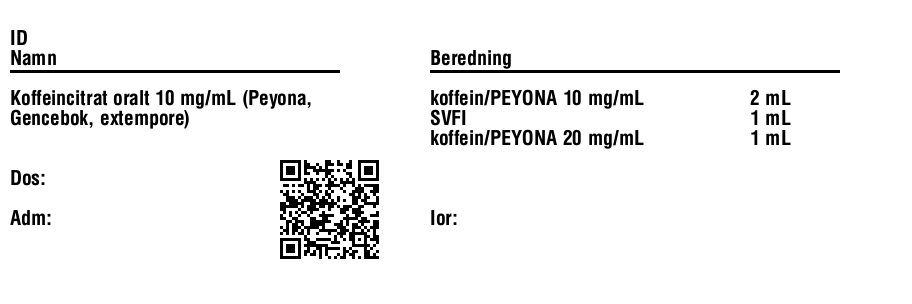 ID
Namn
Koffeincitrat oralt 10 mg/mL (Peyona,
Gencebok, extempore)
Dos:
Adm:
Beredning
koffein/PEYONA 10 mg/mL 2 mL
SVFI 1 mL
koffein/PEYONA 20 mg/mL 1 mL
Ior: